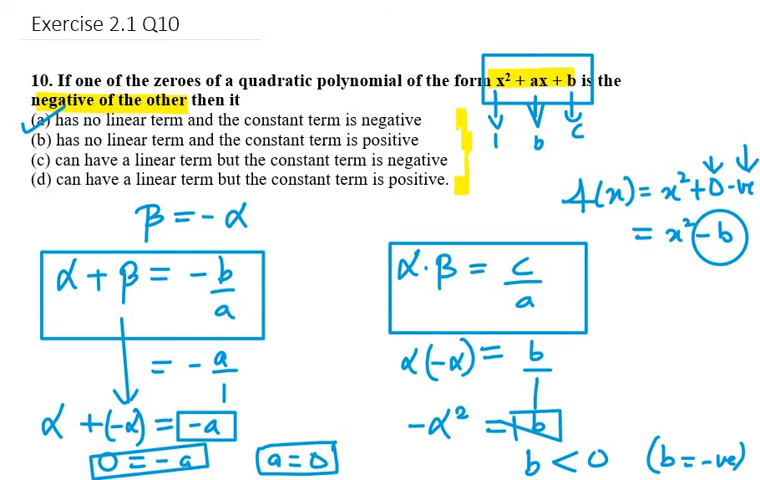 Exercise 2.1 Q10
10. If one of the zeroes of a quadratic polynomial of the form x² + ax + b is the
negative of the other then it
(a) has no linear term and the constant term is negative
(b) has no linear term and the constant term is positive
(c) can have a linear term but the constant term is negative
(d) can have a linear term but the constant term is positive.
1 b c
f(x) = x² + 0 - ve
= x² - b
β = - α
α + β = - b/a
= - a/1
α + (-α) = -a
0 = - a
a = 0
α · β = c/a
α(-α) = b/1
-α² = b
b < 0 (b = -ve)